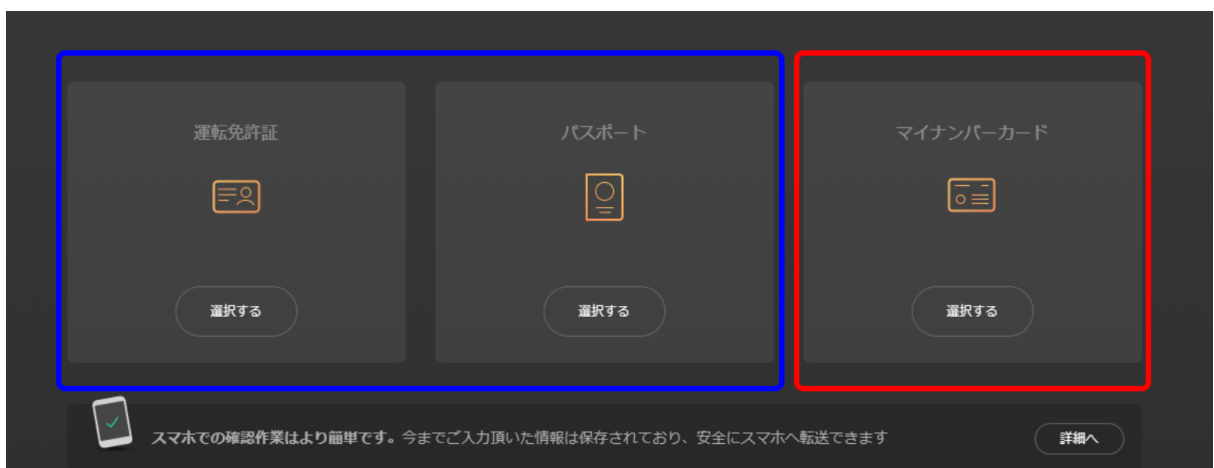 運転免許証
パスポート
マイナンバーカード
選択する
選択する
選択する
スマホでの確認作業はより簡単です。今までご入力頂いた情報は保存されており、安全にスマホへ転送できます
詳細へ